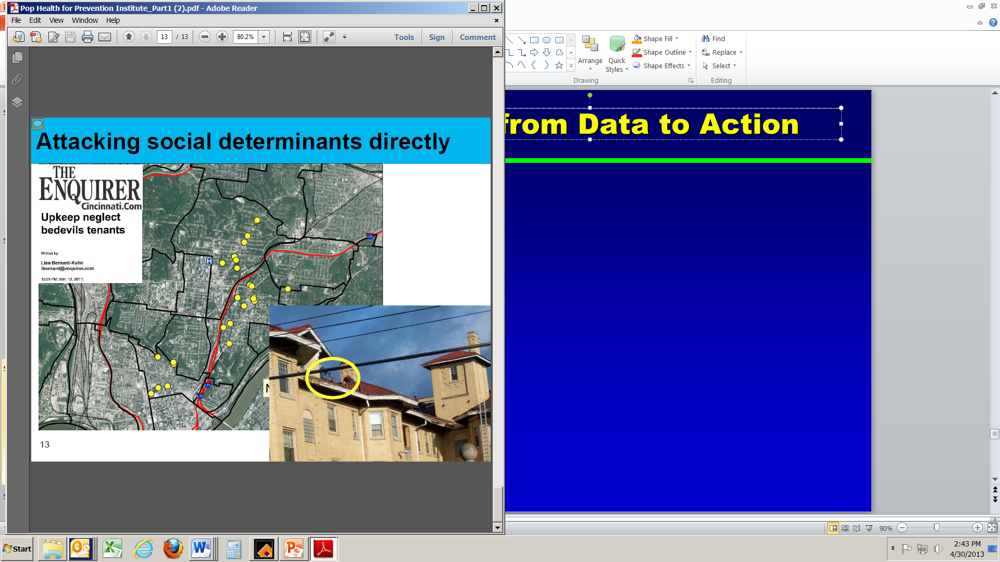 Pop Health for Prevention Institute_Part1 (2).pdf - Adobe Reader
File Edit View Window Help
13 / 13 80.2% Tools Sign Comment
Attacking social determinants directly
THE
ENQUIRER
Cincinnati.Com
Upkeep neglect
bedevils tenants
Written by
Lisa Bernard-Kuhn
lbernard@enquirer.com
10:01 PM, Mar. 12, 2011
H
I-71
I-71
I-71
N
13
Shape Fill
Shape Outline
Shape Effects
Arrange
Quick
Styles
Drawing
Find
Replace
Select
Editing
from Data to Action
90%
Start
2:43 PM
4/30/2013